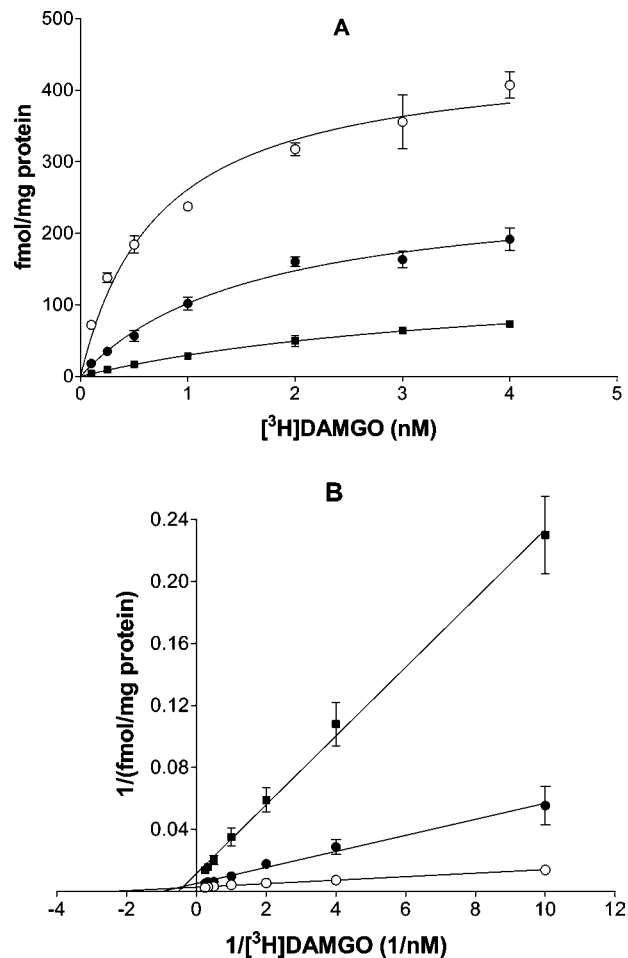 A
500
400
300
200
100
0
0 1 2 3 4 5
fmol/mg protein
[³H]DAMGO (nM)
B
0.24
0.20
0.16
0.12
0.08
0.04
-4 -2 0 2 4 6 8 10 12
1/(fmol/mg protein)
1/[³H]DAMGO (1/nM)